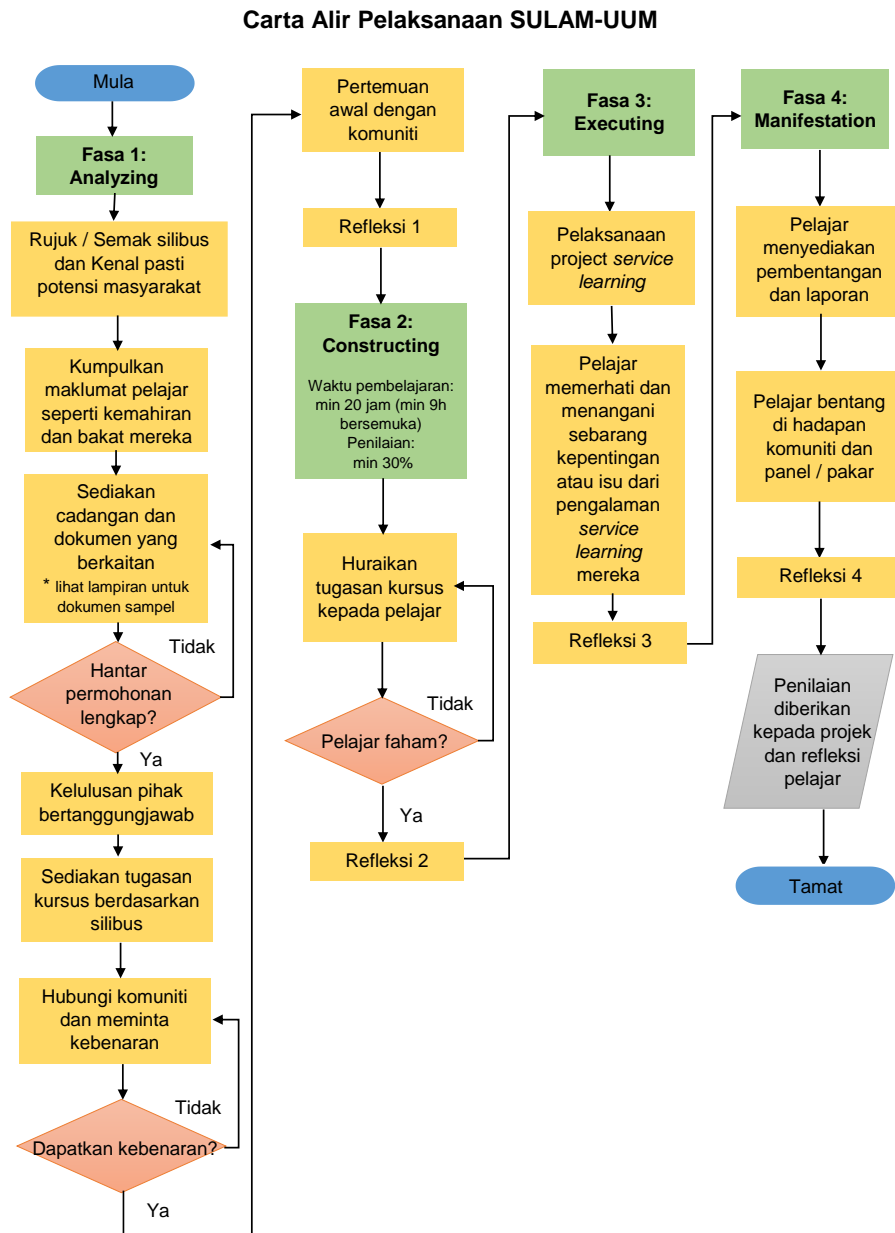 Carta Alir Pelaksanaan SULAM-UUM
Mula
Fasa 1:
Analyzing
Rujuk / Semak silibus
dan Kenal pasti
potensi masyarakat
Kumpulkan
maklumat pelajar
seperti kemahiran
dan bakat mereka
Sediakan
cadangan dan
dokumen yang
berkaitan
* lihat lampiran untuk
dokumen sampel
Tidak
Hantar
permohonan
lengkap?
Ya
Kelulusan pihak
bertanggungjawab
Sediakan tugasan
kursus berdasarkan
silibus
Hubungi komuniti
dan meminta
kebenaran
Tidak
Dapatkan kebenaran?
Ya
Pertemuan
awal dengan
komuniti
Refleksi 1
Fasa 2:
Constructing
Waktu pembelajaran:
min 20 jam (min 9h
bersemuka)
Penilaian:
min 30%
Huraikan
tugasan kursus
kepada pelajar
Tidak
Pelajar faham?
Ya
Refleksi 2
Fasa 3:
Executing
Pelaksanaan
project service
learning
Pelajar
memerhati dan
menangani
sebarang
kepentingan
atau isu dari
pengalaman
service
learning
mereka
Refleksi 3
Fasa 4:
Manifestation
Pelajar
menyediakan
pembentangan
dan laporan
Pelajar bentang
di hadapan
komuniti dan
panel / pakar
Refleksi 4
Penilaian
diberikan
kepada projek
dan refleksi
pelajar
Tamat